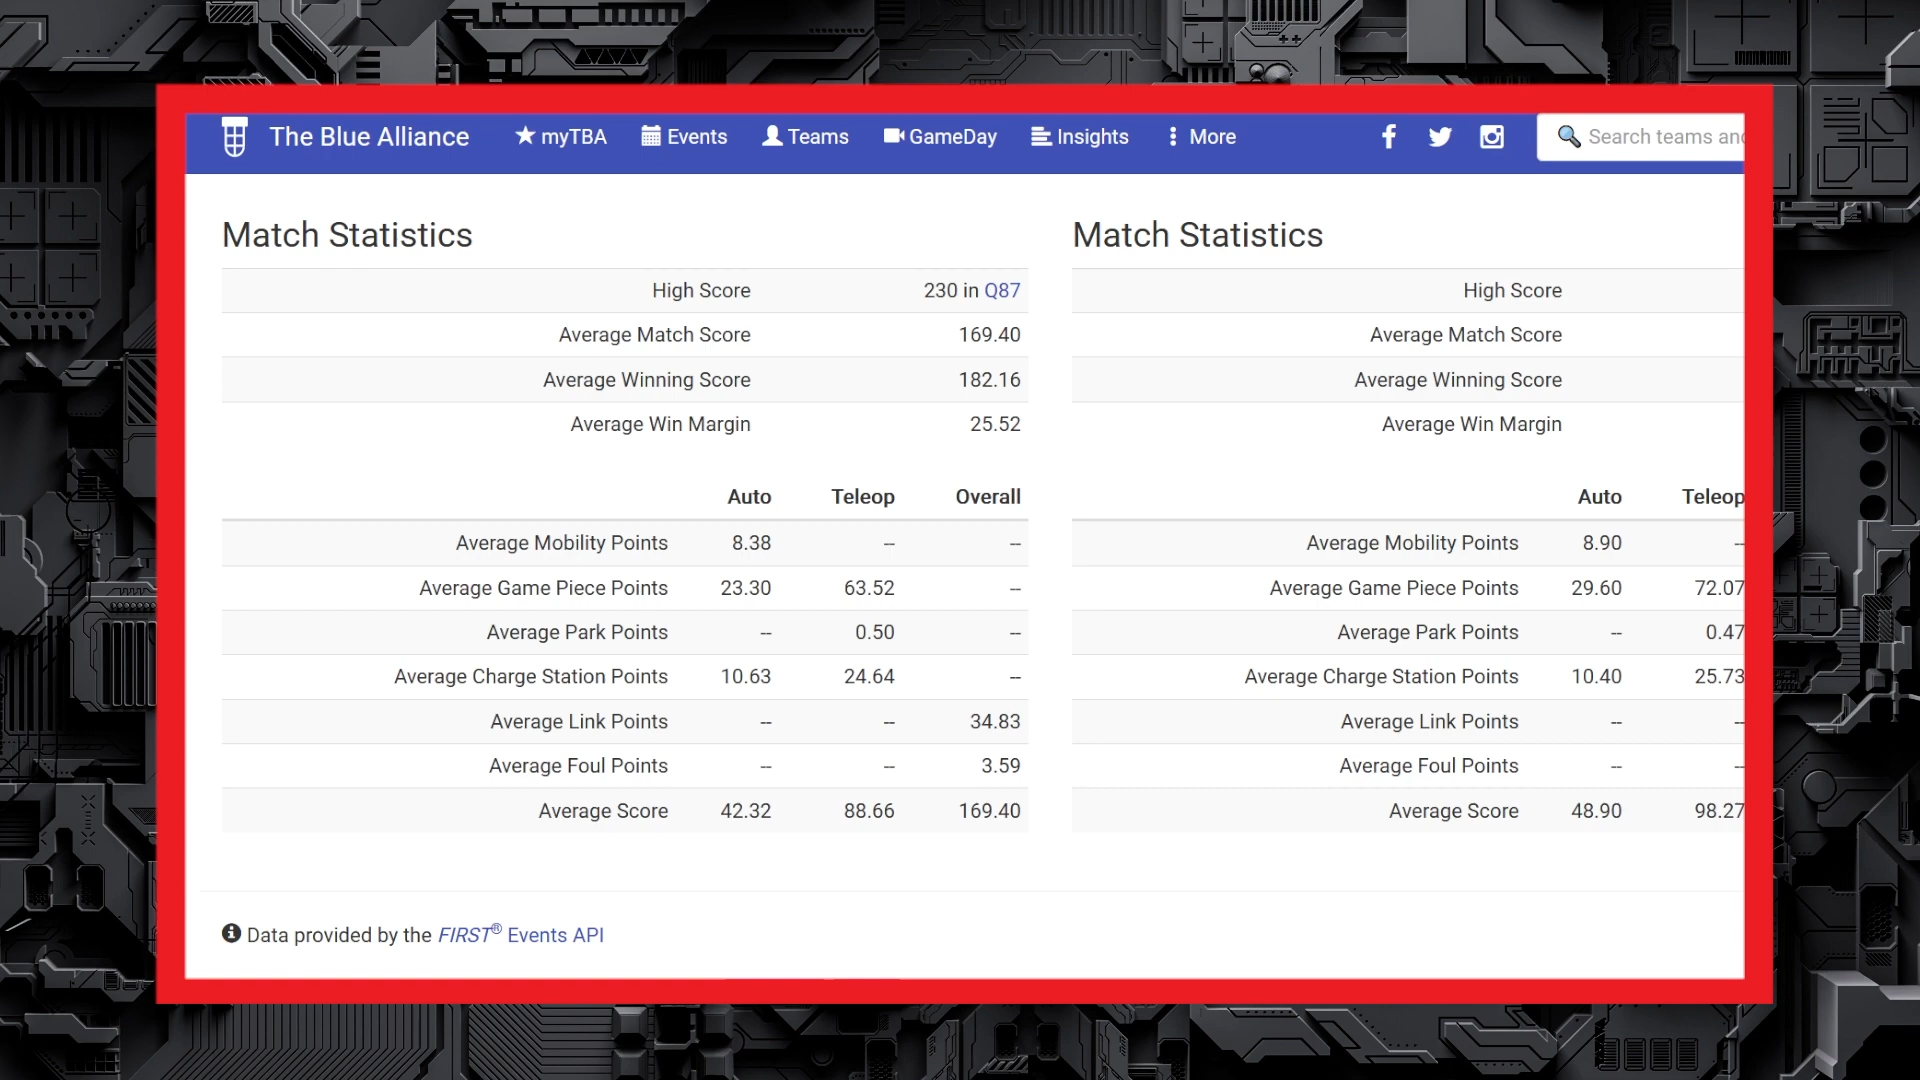 The Blue Alliance myTBA Events Teams GameDay Insights More Search teams and
Match Statistics
High Score 230 in Q87
Average Match Score 169.40
Average Winning Score 182.16
Average Win Margin 25.52
Auto Teleop Overall
Average Mobility Points 8.38 -- --
Average Game Piece Points 23.30 63.52 --
Average Park Points -- 0.50 --
Average Charge Station Points 10.63 24.64 --
Average Link Points -- -- 34.83
Average Foul Points -- -- 3.59
Average Score 42.32 88.66 169.40
Match Statistics
High Score
Average Match Score
Average Winning Score
Average Win Margin
Auto Teleop
Average Mobility Points 8.90 --
Average Game Piece Points 29.60 72.07
Average Park Points -- 0.47
Average Charge Station Points 10.40 25.73
Average Link Points -- --
Average Foul Points -- --
Average Score 48.90 98.27
Data provided by the FIRST® Events API